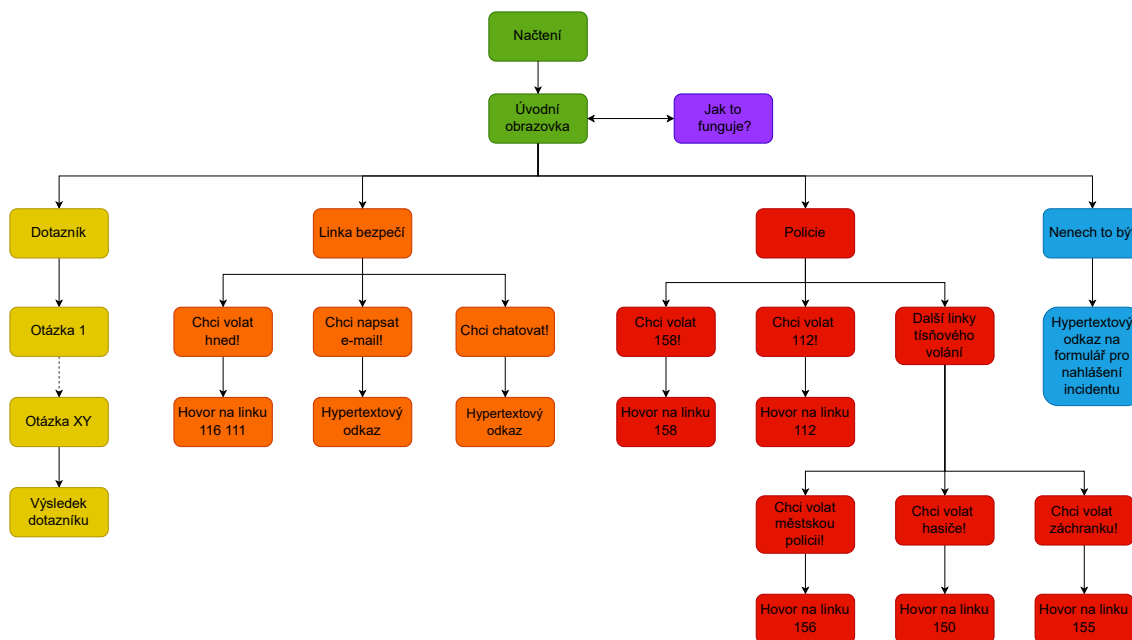 Načtení
Úvodní
obrazovka
Jak to
funguje?
Dotazník
Linka bezpečí
Policie
Nenech to být
Otázka 1
Chci volat
hned!
Chci napsat
e-mail!
Chci chatovat!
Chci volat
158!
Chci volat
112!
Další linky
tísňového
volání
Hypertextový
odkaz na
formulář pro
nahlášení
incidentu
Otázka XY
Hovor na linku
116 111
Hypertextový
odkaz
Hypertextový
odkaz
Hovor na linku
158
Hovor na linku
112
Výsledek
dotazníku
Chci volat
městskou
policii!
Chci volat
hasiče!
Chci volat
záchranku!
Hovor na linku
156
Hovor na linku
150
Hovor na linku
155